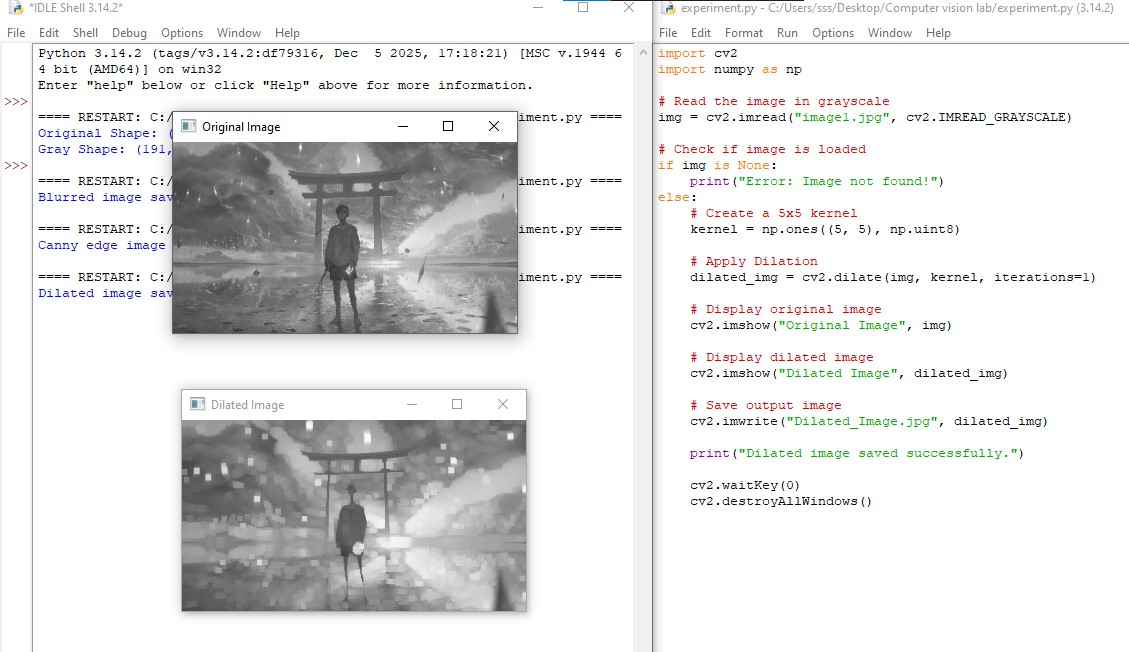 *IDLE Shell 3.14.2*
File Edit Shell Debug Options Window Help
Python 3.14.2 (tags/v3.14.2:df79316, Dec  5 2025, 17:18:21) [MSC v.1944 6
4 bit (AMD64)] on win32
Enter "help" below or click "Help" above for more information.
>>>
==== RESTART: C:/ iment.py ====
Original Shape: (
Gray Shape: (191,
>>>
==== RESTART: C:/ iment.py ====
Blurred image sav
==== RESTART: C:/ iment.py ====
Canny edge image
==== RESTART: C:/ iment.py ====
Dilated image sav
Original Image
Dilated Image
experiment.py - C:/Users/sss/Desktop/Computer vision lab/experiment.py (3.14.2)
File Edit Format Run Options Window Help
import cv2
import numpy as np
# Read the image in grayscale
img = cv2.imread("image1.jpg", cv2.IMREAD_GRAYSCALE)
# Check if image is loaded
if img is None:
    print("Error: Image not found!")
else:
    # Create a 5x5 kernel
    kernel = np.ones((5, 5), np.uint8)
    # Apply Dilation
    dilated_img = cv2.dilate(img, kernel, iterations=1)
    # Display original image
    cv2.imshow("Original Image", img)
    # Display dilated image
    cv2.imshow("Dilated Image", dilated_img)
    # Save output image
    cv2.imwrite("Dilated_Image.jpg", dilated_img)
    print("Dilated image saved successfully.")
    cv2.waitKey(0)
    cv2.destroyAllWindows()